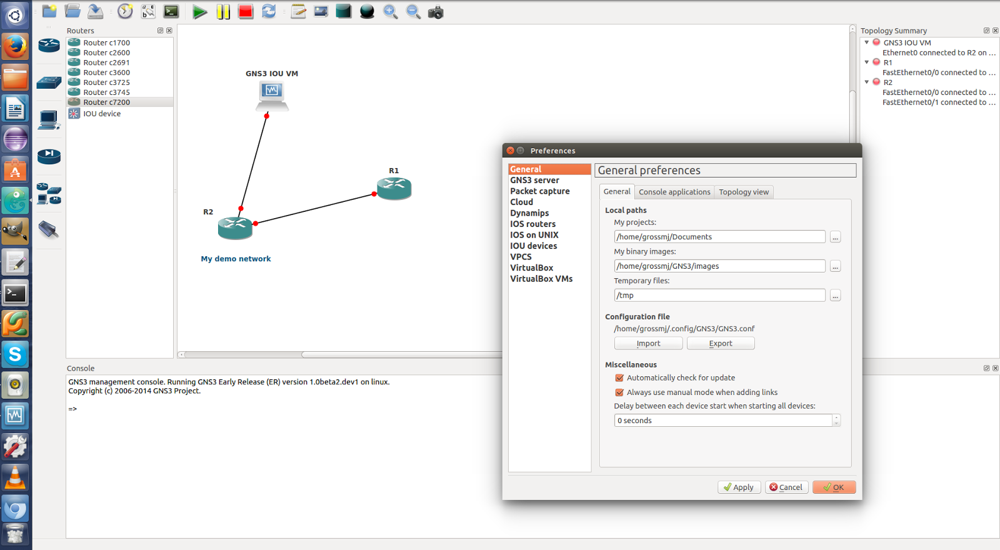 Routers
Router c1700
Router c2600
Router c2691
Router c3600
Router c3725
Router c3745
Router c7200
IOU device
GNS3 IOU VM
R1
R2
My demo network
Topology Summary
GNS3 IOU VM
Ethernet0 connected to R2 on ...
R1
FastEthernet0/0 connected to ...
R2
FastEthernet0/0 connected to ...
FastEthernet0/1 connected to ...
Console
GNS3 management console. Running GNS3 Early Release (ER) version 1.0beta2.dev1 on linux.
Copyright (c) 2006-2014 GNS3 Project.
=>
Preferences
General
GNS3 server
Packet capture
Cloud
Dynamips
IOS routers
IOS on UNIX
IOU devices
VPCS
VirtualBox
VirtualBox VMs
General preferences
General Console applications Topology view
Local paths
My projects:
/home/grossmj/Documents ...
My binary images:
/home/grossmj/GNS3/images ...
Temporary files:
/tmp ...
Configuration file
/home/grossmj/.config/GNS3/GNS3.conf
Import Export
Miscellaneous
Automatically check for update
Always use manual mode when adding links
Delay between each device start when starting all devices:
0 seconds
Apply Cancel OK